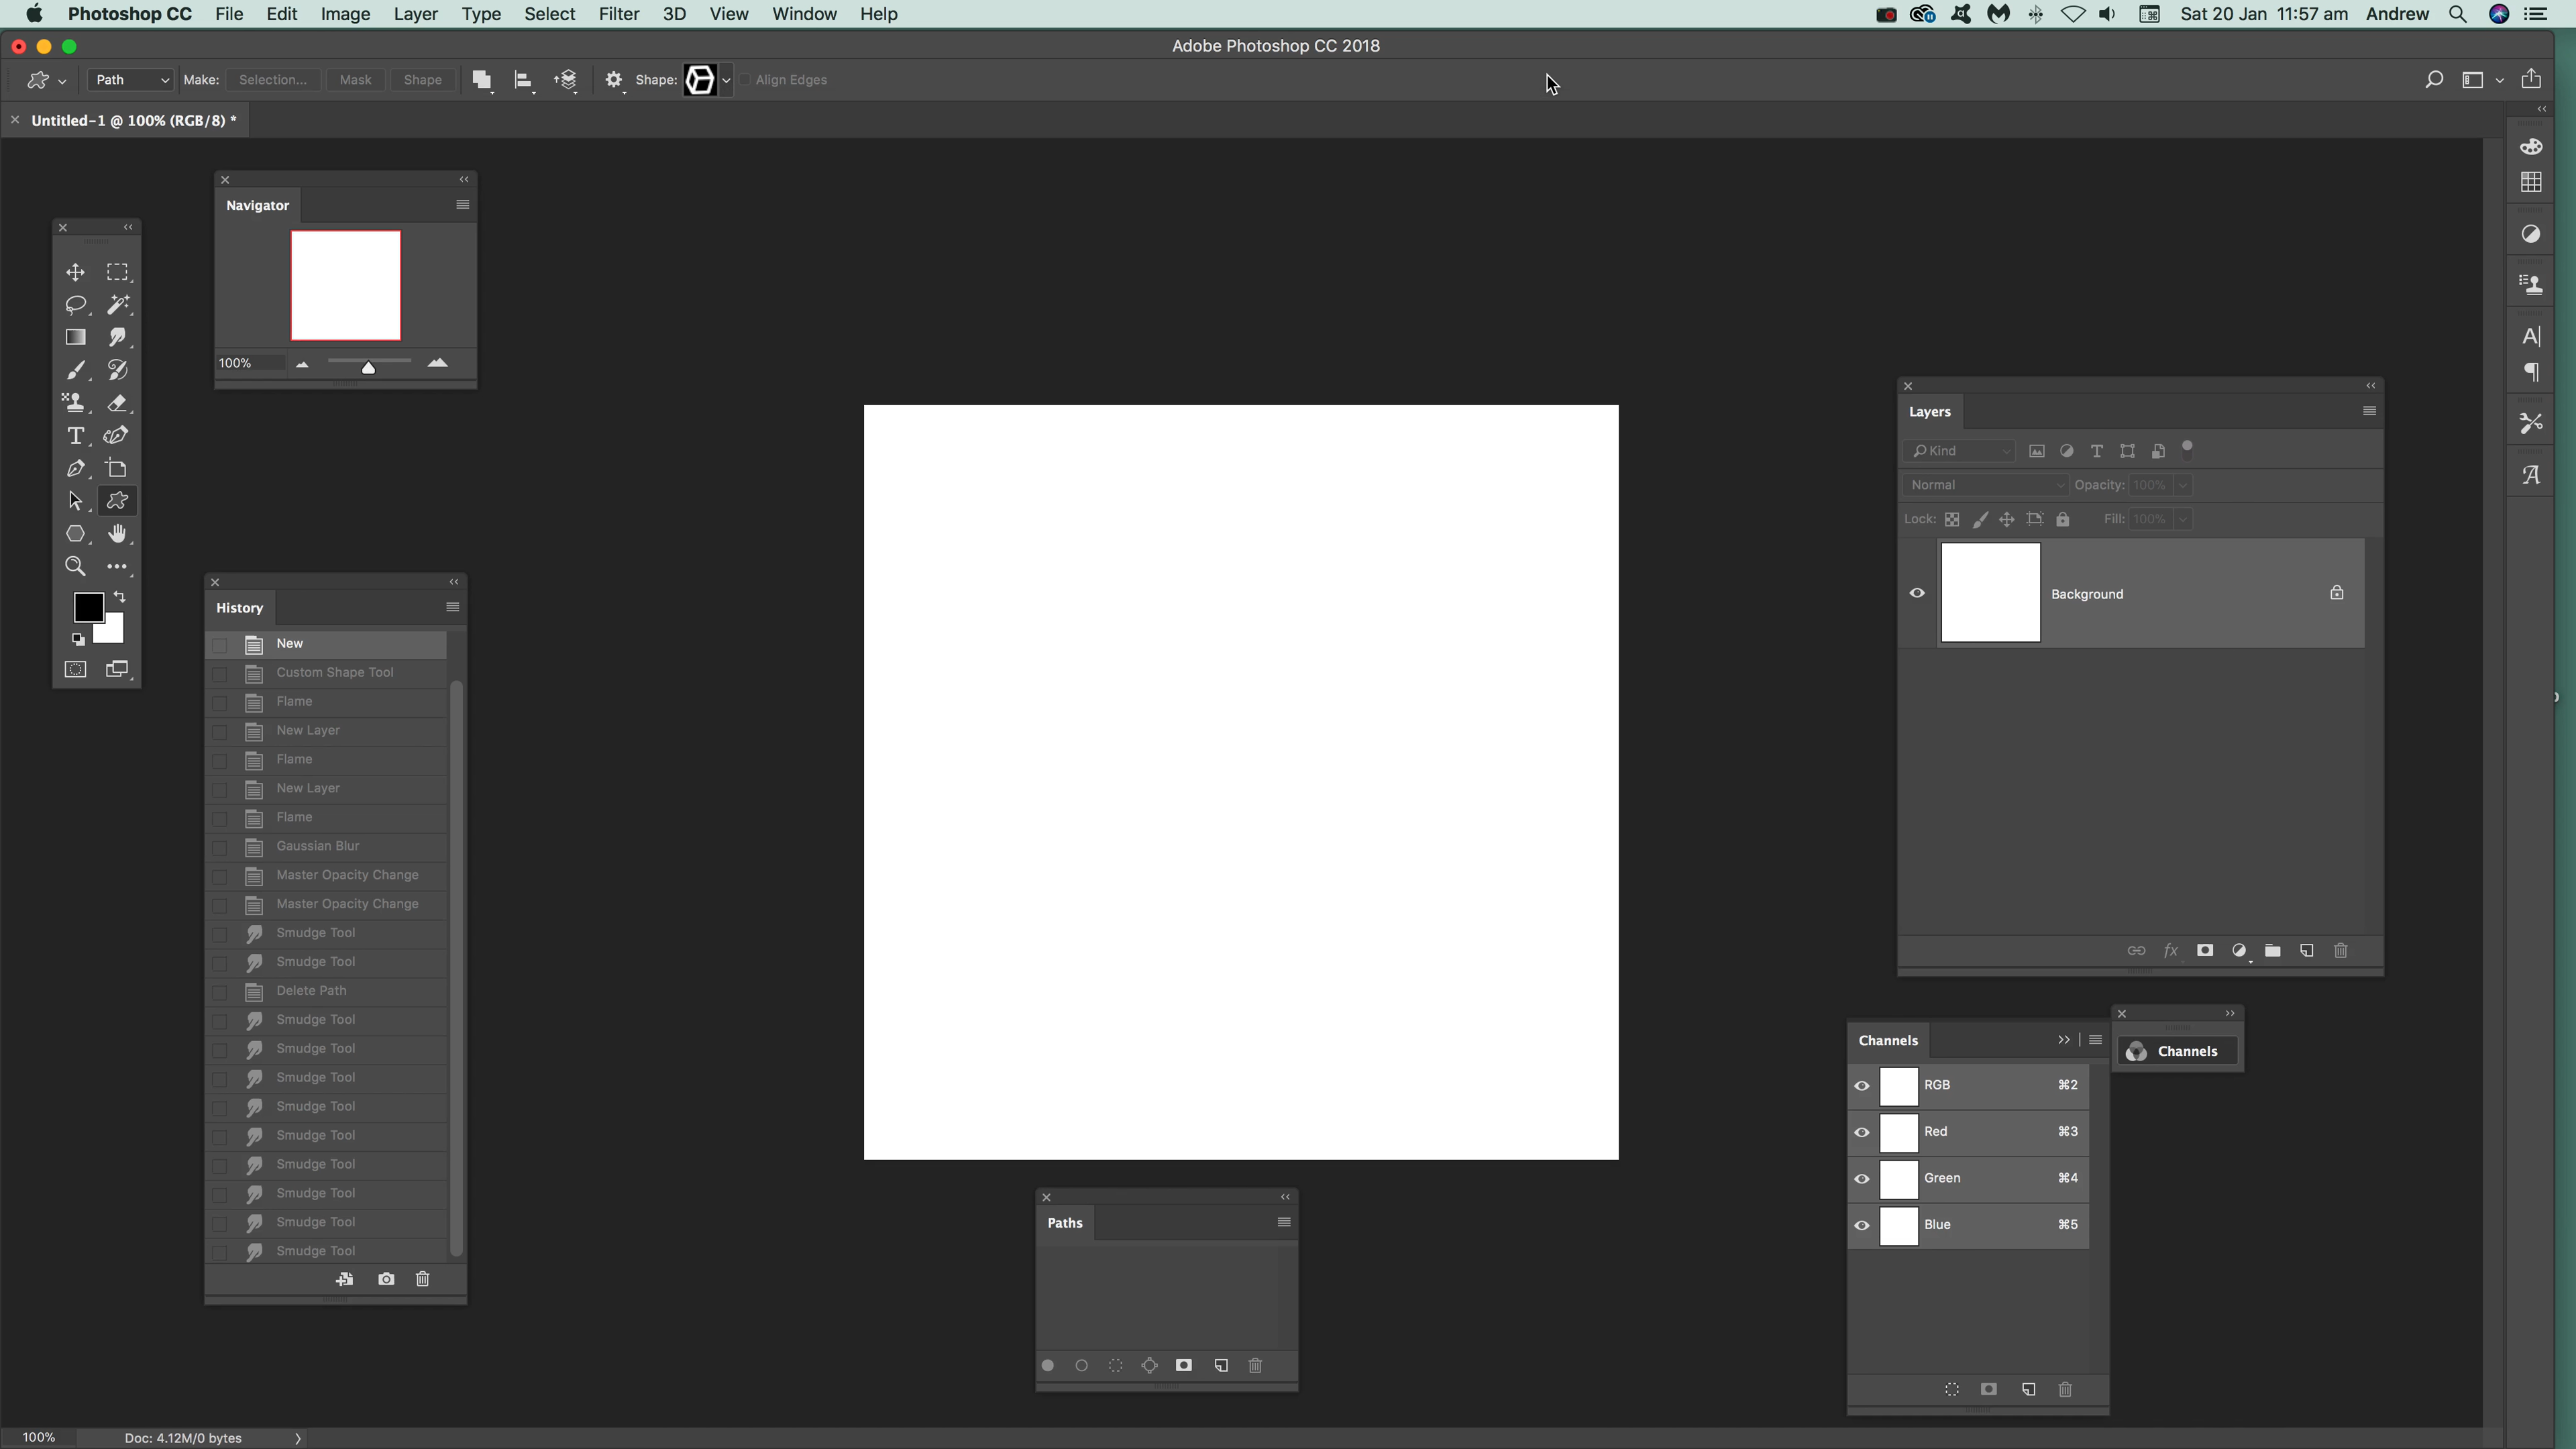 Photoshop CC File Edit Image Layer Type Select Filter 3D View Window Help Sat 20 Jan 11:57 am Andrew
Adobe Photoshop CC 2018
Path Make: Selection... Mask Shape Shape: Align Edges
Untitled-1 @ 100% (RGB/8) *
Navigator
100%
History
New
Custom Shape Tool
Flame
New Layer
Flame
New Layer
Flame
Gaussian Blur
Master Opacity Change
Master Opacity Change
Smudge Tool
Smudge Tool
Delete Path
Smudge Tool
Smudge Tool
Smudge Tool
Smudge Tool
Smudge Tool
Smudge Tool
Smudge Tool
Smudge Tool
Smudge Tool
Paths
Layers
Kind
Normal Opacity: 100%
Lock: Fill: 100%
Background
Channels
RGB ⌘2
Red ⌘3
Green ⌘4
Blue ⌘5
Channels
100% Doc: 4.12M/0 bytes